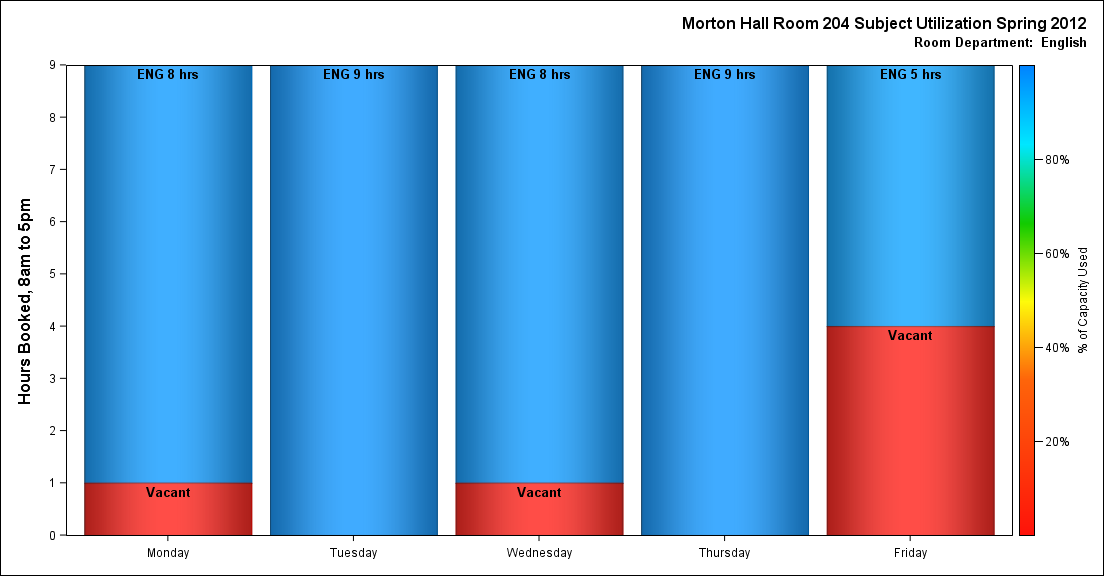 Morton Hall Room 204 Subject Utilization Spring 2012
Room Department:  English
Hours Booked, 8am to 5pm
9
8
7
6
5
4
3
2
1
0
ENG 8 hrs
ENG 9 hrs
ENG 8 hrs
ENG 9 hrs
ENG 5 hrs
Vacant
Vacant
Vacant
Monday
Tuesday
Wednesday
Thursday
Friday
80%
60%
40%
20%
% of Capacity Used